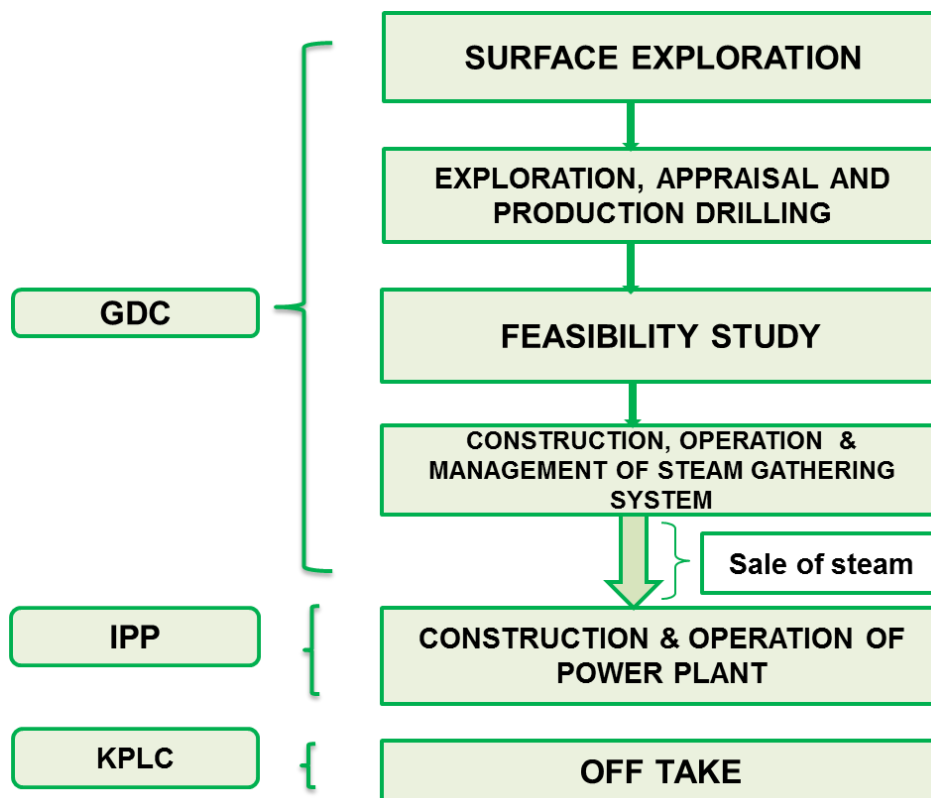 SURFACE EXPLORATION
EXPLORATION, APPRAISAL AND
PRODUCTION DRILLING
GDC
FEASIBILITY STUDY
CONSTRUCTION, OPERATION &
MANAGEMENT OF STEAM GATHERING
SYSTEM
Sale of steam
IPP
CONSTRUCTION & OPERATION OF
POWER PLANT
KPLC
OFF TAKE